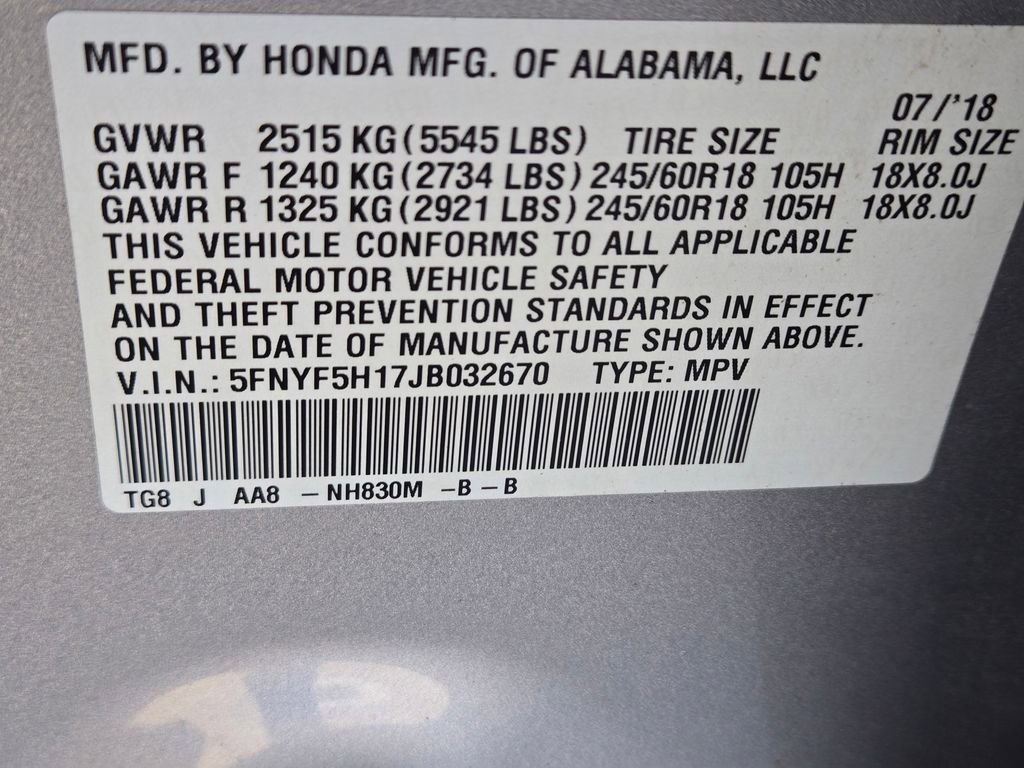 MFD. BY HONDA MFG. OF ALABAMA, LLC
07/'18
GVWR 2515 KG (5545 LBS) TIRE SIZE RIM SIZE
GAWR F 1240 KG (2734 LBS) 245/60R18 105H 18X8.0J
GAWR R 1325 KG (2921 LBS) 245/60R18 105H 18X8.0J
THIS VEHICLE CONFORMS TO ALL APPLICABLE
FEDERAL MOTOR VEHICLE SAFETY
AND THEFT PREVENTION STANDARDS IN EFFECT
ON THE DATE OF MANUFACTURE SHOWN ABOVE.
V.I.N.: 5FNYF5H17JB032670 TYPE: MPV
TG8 J AA8 – NH830M – B – B